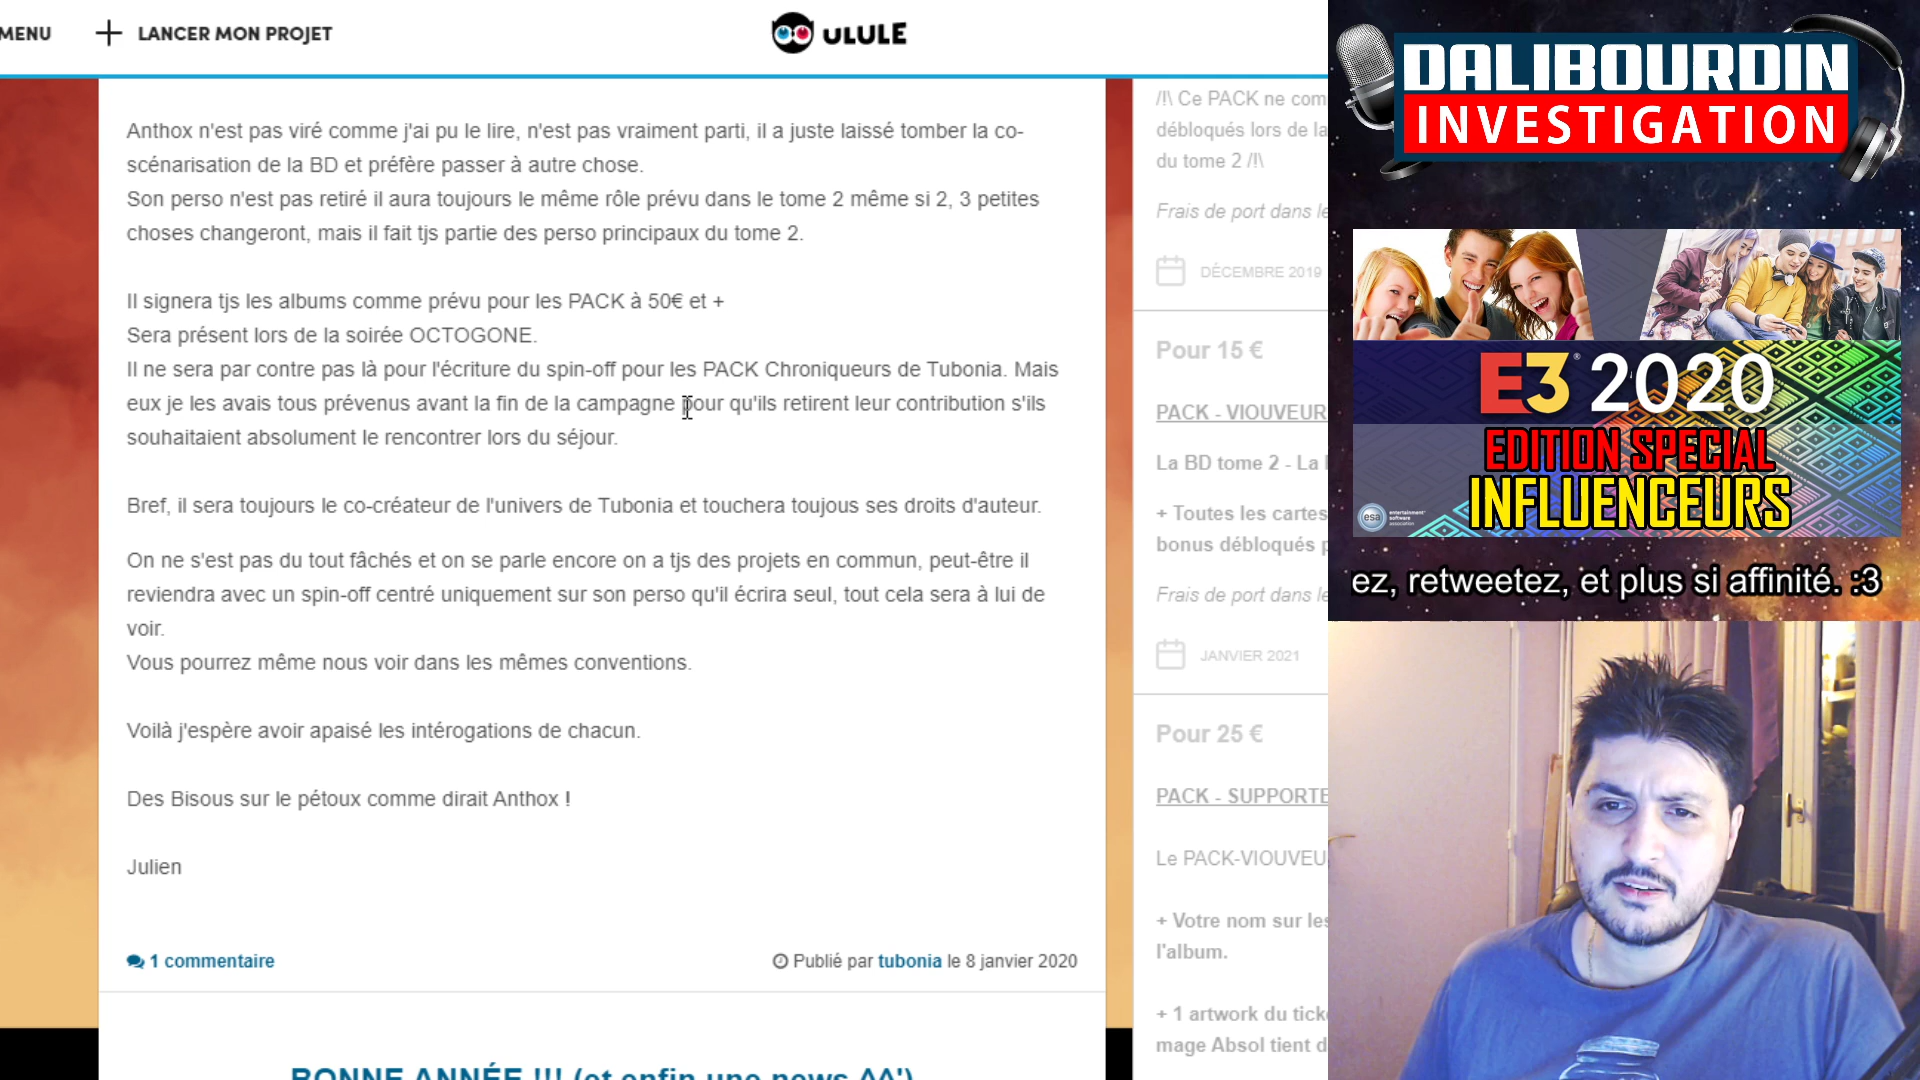 MENU
LANCER MON PROJET
ULULE
Anthox n'est pas viré comme j'ai pu le lire, n'est pas vraiment parti, il a juste laissé tomber la co-
scénarisation de la BD et préfère passer à autre chose.
Son perso n'est pas retiré il aura toujours le même rôle prévu dans le tome 2 même si 2, 3 petites
choses changeront, mais il fait tjs partie des perso principaux du tome 2.
Il signera tjs les albums comme prévu pour les PACK à 50€ et +
Sera présent lors de la soirée OCTOGONE.
Il ne sera par contre pas là pour l'écriture du spin-off pour les PACK Chroniqueurs de Tubonia. Mais
eux je les avais tous prévenus avant la fin de la campagne pour qu'ils retirent leur contribution s'ils
souhaitaient absolument le rencontrer lors du séjour.
Bref, il sera toujours le co-créateur de l'univers de Tubonia et touchera toujous ses droits d'auteur.
On ne s'est pas du tout fâchés et on se parle encore on a tjs des projets en commun, peut-être il
reviendra avec un spin-off centré uniquement sur son perso qu'il écrira seul, tout cela sera à lui de
voir.
Vous pourrez même nous voir dans les mêmes conventions.
Voilà j'espère avoir apaisé les intérogations de chacun.
Des Bisous sur le pétoux comme dirait Anthox !
Julien
1 commentaire
Publié par tubonia le 8 janvier 2020
BONNE ANNÉE !!! (et enfin une news ^^')
/!\ Ce PACK ne com
débloqués lors de la
du tome 2 /!\
Frais de port dans le
DÉCEMBRE 2019
Pour 15 €
PACK - VIOUVEUR
La BD tome 2 - La
+ Toutes les cartes
bonus débloqués p
Frais de port dans le
JANVIER 2021
Pour 25 €
PACK - SUPPORTE
Le PACK-VIOUVEU
+ Votre nom sur les
l'album.
+ 1 artwork du tick
mage Absol tient d
DALIBOURDIN
INVESTIGATION
E3 2020
EDITION SPECIAL
INFLUENCEURS
esa entertainment software association
ez, retweetez, et plus si affinité. :3